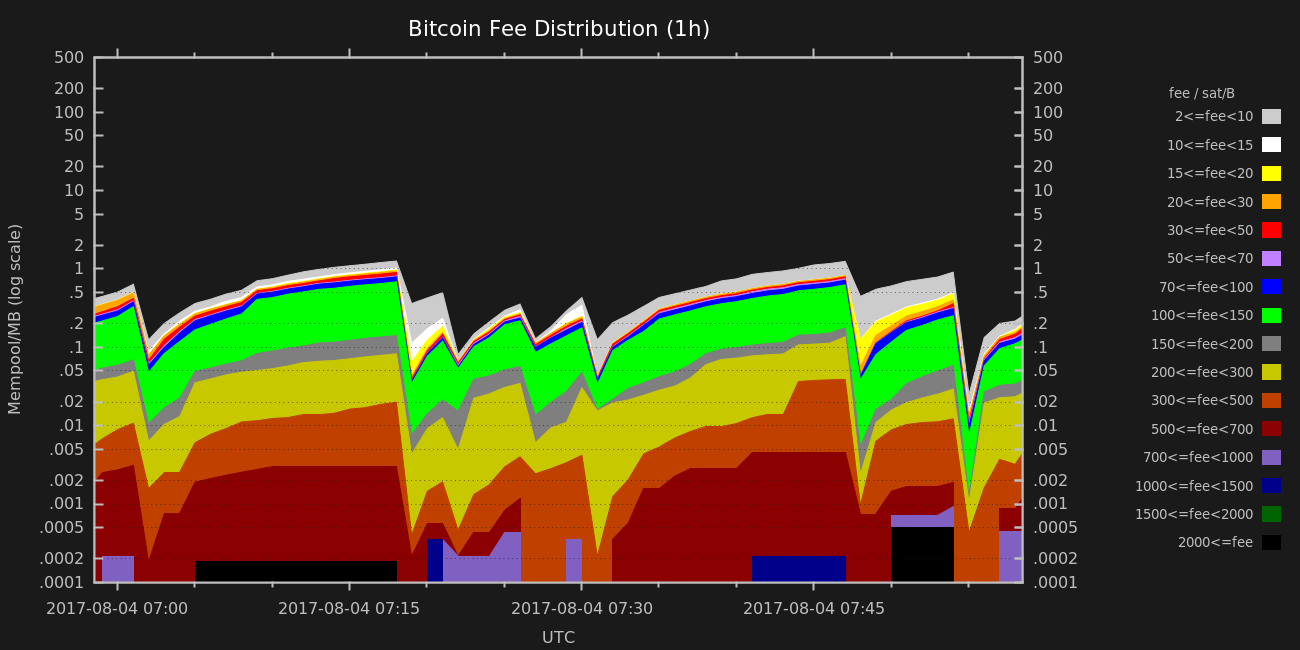 Bitcoin Fee Distribution (1h)
Mempool/MB (log scale)
500
200
100
50
20
10
5
2
1
.5
.2
.1
.05
.02
.01
.005
.002
.001
.0005
.0002
.0001
500
200
100
50
20
10
5
2
1
.5
.2
.1
.05
.02
.01
.005
.002
.001
.0005
.0002
.0001
2017-08-04 07:00
2017-08-04 07:15
2017-08-04 07:30
2017-08-04 07:45
UTC
fee / sat/B
2<=fee<10
10<=fee<15
15<=fee<20
20<=fee<30
30<=fee<50
50<=fee<70
70<=fee<100
100<=fee<150
150<=fee<200
200<=fee<300
300<=fee<500
500<=fee<700
700<=fee<1000
1000<=fee<1500
1500<=fee<2000
2000<=fee